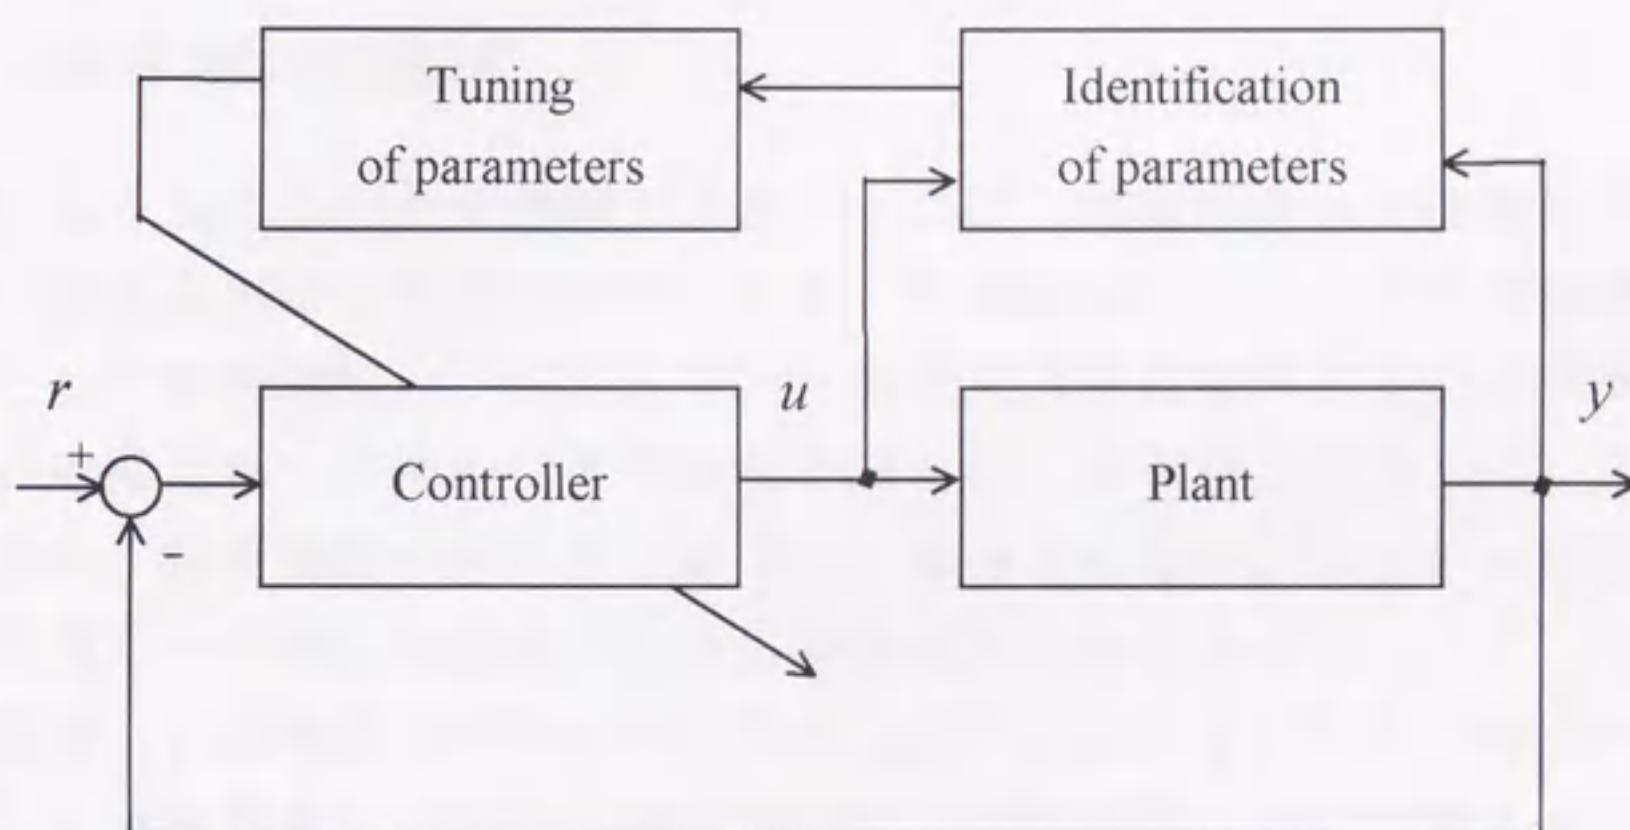 Tuning
of parameters
Identification
of parameters
r
u
y
+
Controller
Plant
-